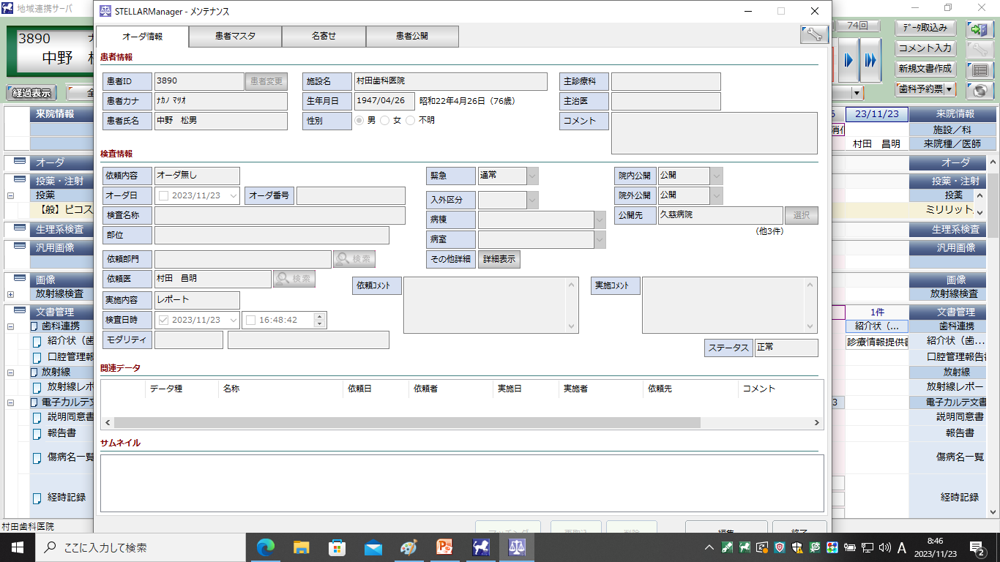 地域連携サーバ
STELLARManager - メンテナンス
3890
中野
74回
データ取込み
コメント入力
新規文書作成
歯科予約票
経過表示
オーダ情報
患者マスタ
名寄せ
患者公開
患者情報
患者ID
3890
患者変更
施設名
村田歯科医院
主診療科
患者カナ
ﾅｶﾉ ﾏﾂｵ
生年月日
1947/04/26
昭和22年4月26日（76歳）
主治医
患者氏名
中野　松男
性別
男
女
不明
コメント
検査情報
依頼内容
オーダ無し
緊急
通常
院内公開
公開
オーダ日
2023/11/23
オーダ番号
入外区分
院外公開
公開
検査名称
病棟
公開先
久慈病院
選択
(他3件)
部位
病室
依頼部門
検索
その他詳細
詳細表示
依頼医
村田　昌明
検索
依頼コメント
実施コメント
実施内容
レポート
検査日時
2023/11/23
16:48:42
モダリティ
ステータス
正常
関連データ
データ種
名称
依頼日
依頼者
実施日
実施者
依頼先
コメント
サムネイル
編集
終了
来院情報
オーダ
投薬・注射
投薬
【般】ピコス
生理系検査
汎用画像
画像
放射線検査
文書管理
歯科連携
紹介状（歯
口腔管理報
放射線
放射線レポ
電子カルテ文
説明同意書
報告書
傷病名一覧
経時記録
23/11/23
来院情報
施設／科
村田　昌明
来院種／医師
オーダ
投薬・注射
投薬
ミリリット
生理系検査
汎用画像
画像
放射線検査
1件
文書管理
紹介状（...
歯科連携
診療情報提供書
紹介状（歯...
口腔管理報告書
放射線
放射線レポー
3
電子カルテ文書
説明同意書
報告書
傷病名一覧
経時記録
村田歯科医院
ここに入力して検索
A
8:46
2023/11/23
2